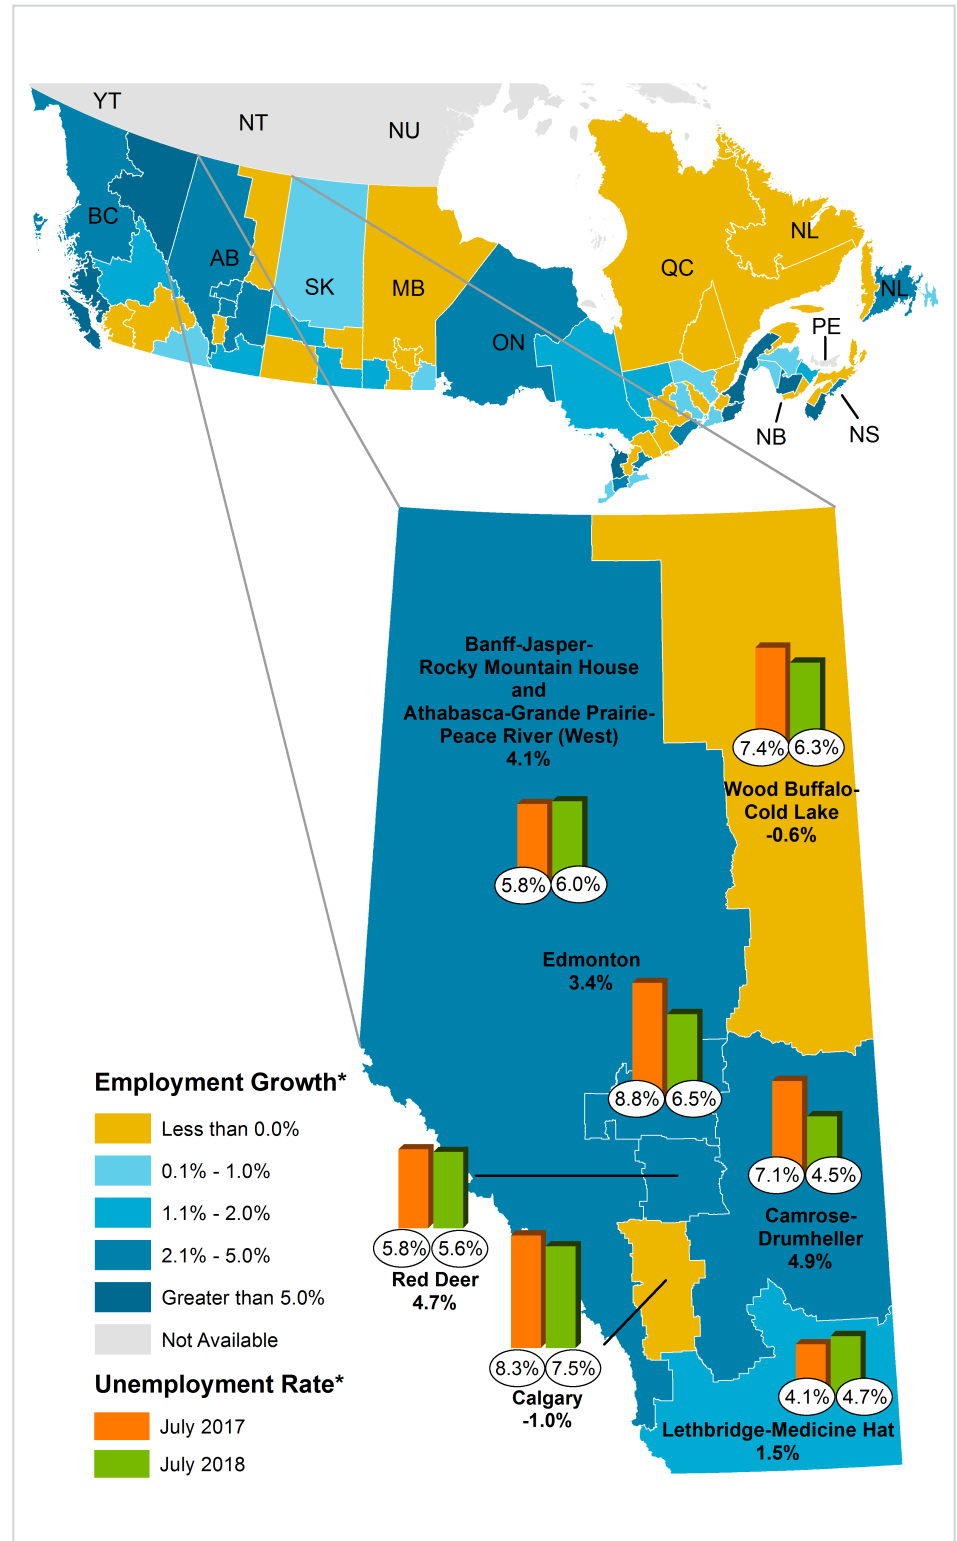 YT
NT
NU
BC
AB
SK
MB
ON
QC
NL
NL
PE
NB
NS
Banff-Jasper-
Rocky Mountain House
and
Athabasca-Grande Prairie-
Peace River (West)
4.1%
5.8% 6.0%
7.4% 6.3%
Wood Buffalo-
Cold Lake
-0.6%
Edmonton
3.4%
8.8% 6.5%
7.1% 4.5%
Camrose-
Drumheller
4.9%
5.8% 5.6%
Red Deer
4.7%
8.3% 7.5%
Calgary
-1.0%
4.1% 4.7%
Lethbridge-Medicine Hat
1.5%
Employment Growth*
Less than 0.0%
0.1% - 1.0%
1.1% - 2.0%
2.1% - 5.0%
Greater than 5.0%
Not Available
Unemployment Rate*
July 2017
July 2018